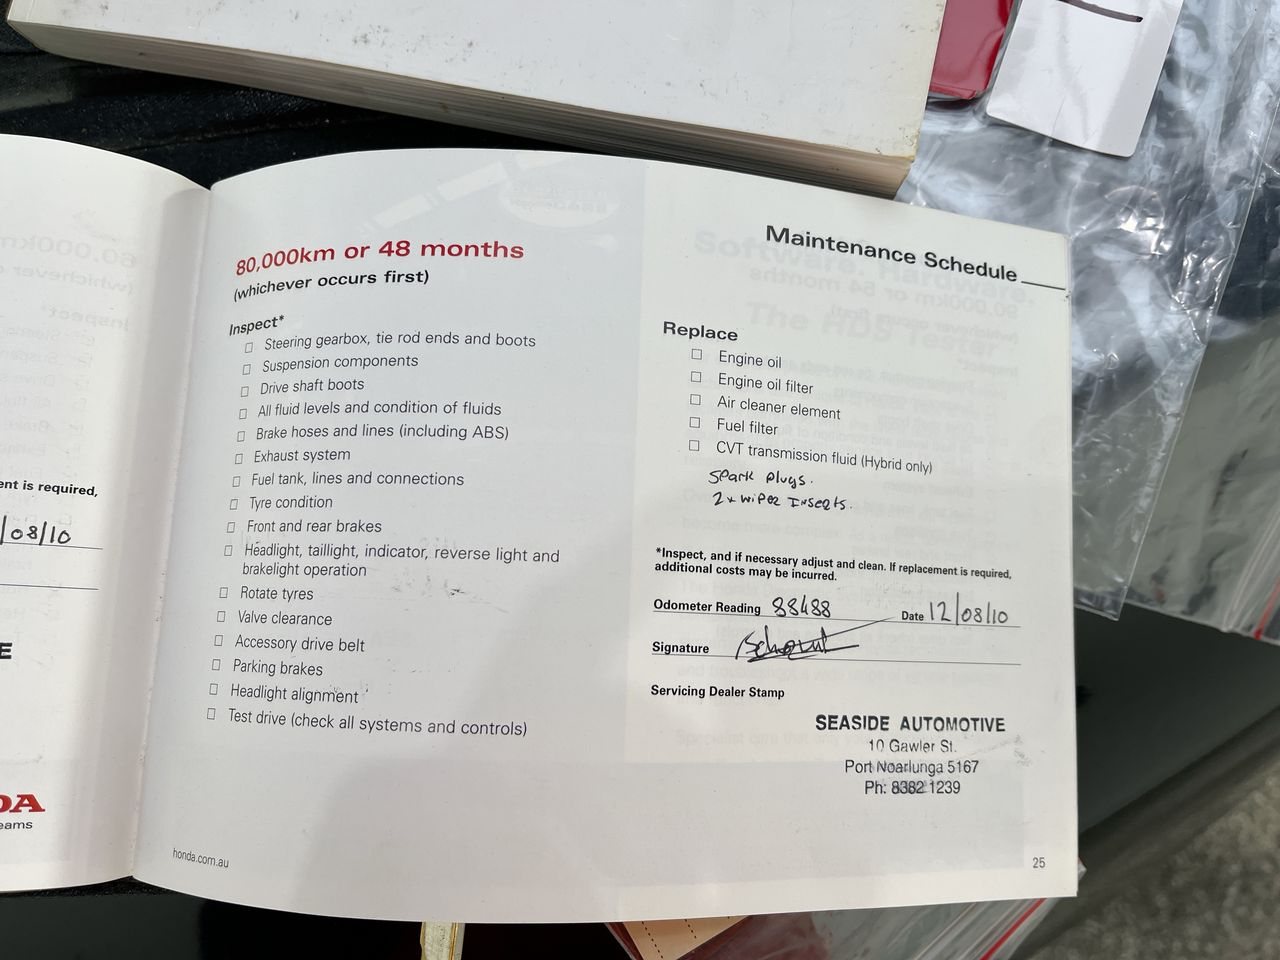 ent is required,
/08/10
E
DA
eams
80,000km or 48 months
(whichever occurs first)
Inspect*
☐ Steering gearbox, tie rod ends and boots
☐ Suspension components
☐ Drive shaft boots
☐ All fluid levels and condition of fluids
☐ Brake hoses and lines (including ABS)
☐ Exhaust system
☐ Fuel tank, lines and connections
☐ Tyre condition
☐ Front and rear brakes
☐ Headlight, taillight, indicator, reverse light and
brakelight operation
☐ Rotate tyres
☐ Valve clearance
☐ Accessory drive belt
☐ Parking brakes
☐ Headlight alignment
☐ Test drive (check all systems and controls)
honda.com.au
Maintenance Schedule
Replace
☐ Engine oil
☐ Engine oil filter
☐ Air cleaner element
☐ Fuel filter
☐ CVT transmission fluid (Hybrid only)
Spark Plugs.
2x wiper Inserts.
*Inspect, and if necessary adjust and clean. If replacement is required,
additional costs may be incurred.
Odometer Reading 88488 Date 12/08/10
Signature
Servicing Dealer Stamp
SEASIDE AUTOMOTIVE
10 Gawler St.
Port Noarlunga 5167
Ph: 8382 1239
25